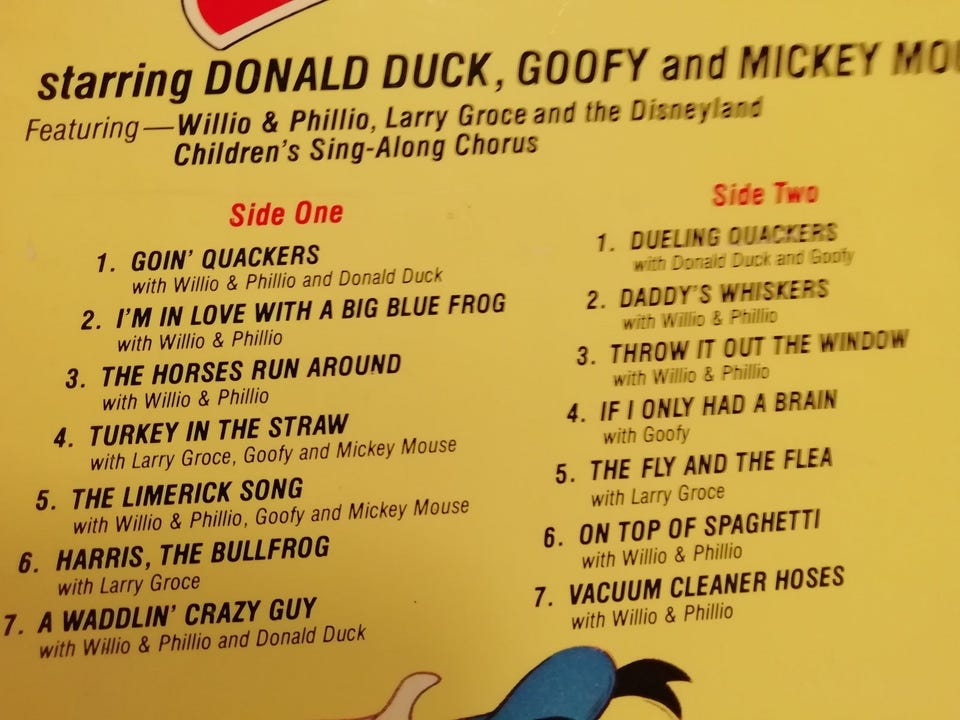 starring DONALD DUCK, GOOFY and MICKEY
Featuring—Willio & Phillio, Larry Groce and the Disneyland
Children's Sing-Along Chorus
Side One
1. GOIN' QUACKERS
with Willio & Phillio and Donald Duck
2. I'M IN LOVE WITH A BIG BLUE FROG
with Willio & Phillio
3. THE HORSES RUN AROUND
with Willio & Phillio
4. TURKEY IN THE STRAW
with Larry Groce, Goofy and Mickey Mouse
5. THE LIMERICK SONG
with Willio & Phillio, Goofy and Mickey Mouse
6. HARRIS, THE BULLFROG
with Larry Groce
7. A WADDLIN' CRAZY GUY
with Willio & Phillio and Donald Duck
Side Two
1. DUELING QUACKERS
with Donald Duck and Goofy
2. DADDY'S WHISKERS
with Willio & Phillio
3. THROW IT OUT THE WINDOW
with Willio & Phillio
4. IF I ONLY HAD A BRAIN
with Goofy
5. THE FLY AND THE FLEA
with Larry Groce
6. ON TOP OF SPAGHETTI
with Willio & Phillio
7. VACUUM CLEANER HOSES
with Willio & Phillio